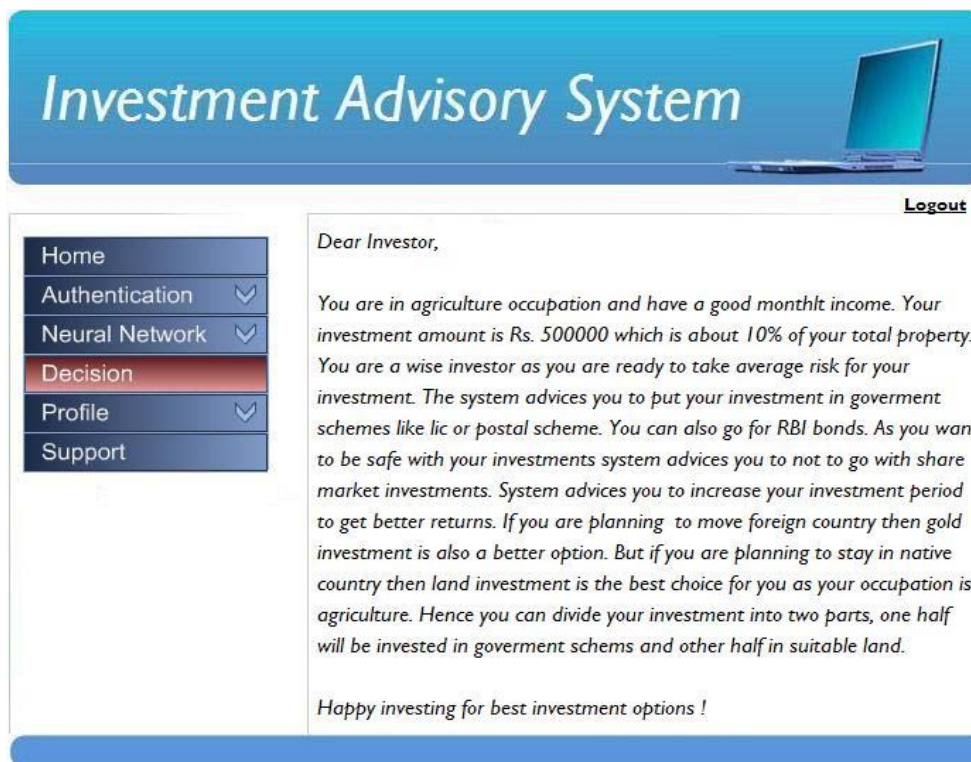 Investment Advisory System
Logout
Home
Authentication
Neural Network
Decision
Profile
Support
Dear Investor,
You are in agriculture occupation and have a good monthlt income. Your
investment amount is Rs. 500000 which is about 10% of your total property.
You are a wise investor as you are ready to take average risk for your
investment. The system advices you to put your investment in goverment
schemes like lic or postal scheme. You can also go for RBI bonds. As you wan
to be safe with your investments system advices you to not to go with share
market investments. System advices you to increase your investment period
to get better returns. If you are planning to move foreign country then gold
investment is also a better option. But if you are planning to stay in native
country then land investment is the best choice for you as your occupation is
agriculture. Hence you can divide your investment into two parts, one half
will be invested in goverment schems and other half in suitable land.
Happy investing for best investment options !